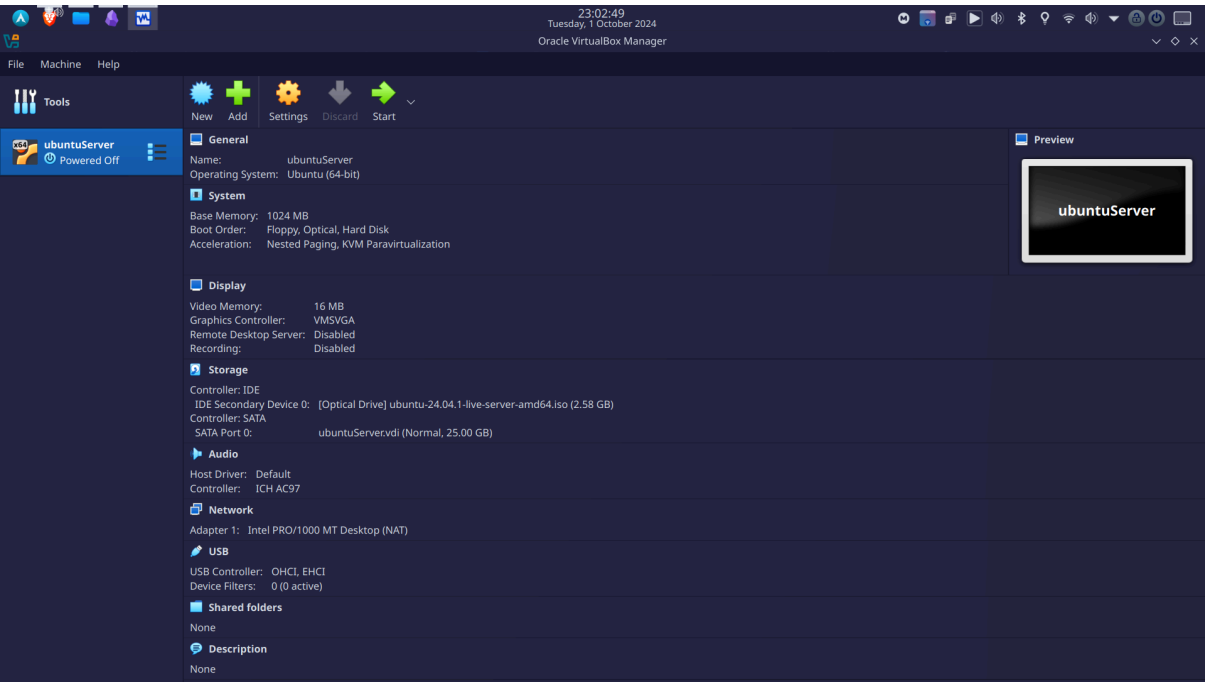 23:02:49
Tuesday, 1 October 2024
Oracle VirtualBox Manager
File Machine Help
Tools
New Add Settings Discard Start
x64 ubuntuServer
Powered Off
General
Name: ubuntuServer
Operating System: Ubuntu (64-bit)
System
Base Memory: 1024 MB
Boot Order: Floppy, Optical, Hard Disk
Acceleration: Nested Paging, KVM Paravirtualization
Display
Video Memory: 16 MB
Graphics Controller: VMSVGA
Remote Desktop Server: Disabled
Recording: Disabled
Storage
Controller: IDE
IDE Secondary Device 0: [Optical Drive] ubuntu-24.04.1-live-server-amd64.iso (2.58 GB)
Controller: SATA
SATA Port 0: ubuntuServer.vdi (Normal, 25.00 GB)
Audio
Host Driver: Default
Controller: ICH AC97
Network
Adapter 1: Intel PRO/1000 MT Desktop (NAT)
USB
USB Controller: OHCI, EHCI
Device Filters: 0 (0 active)
Shared folders
None
Description
None
Preview
ubuntuServer